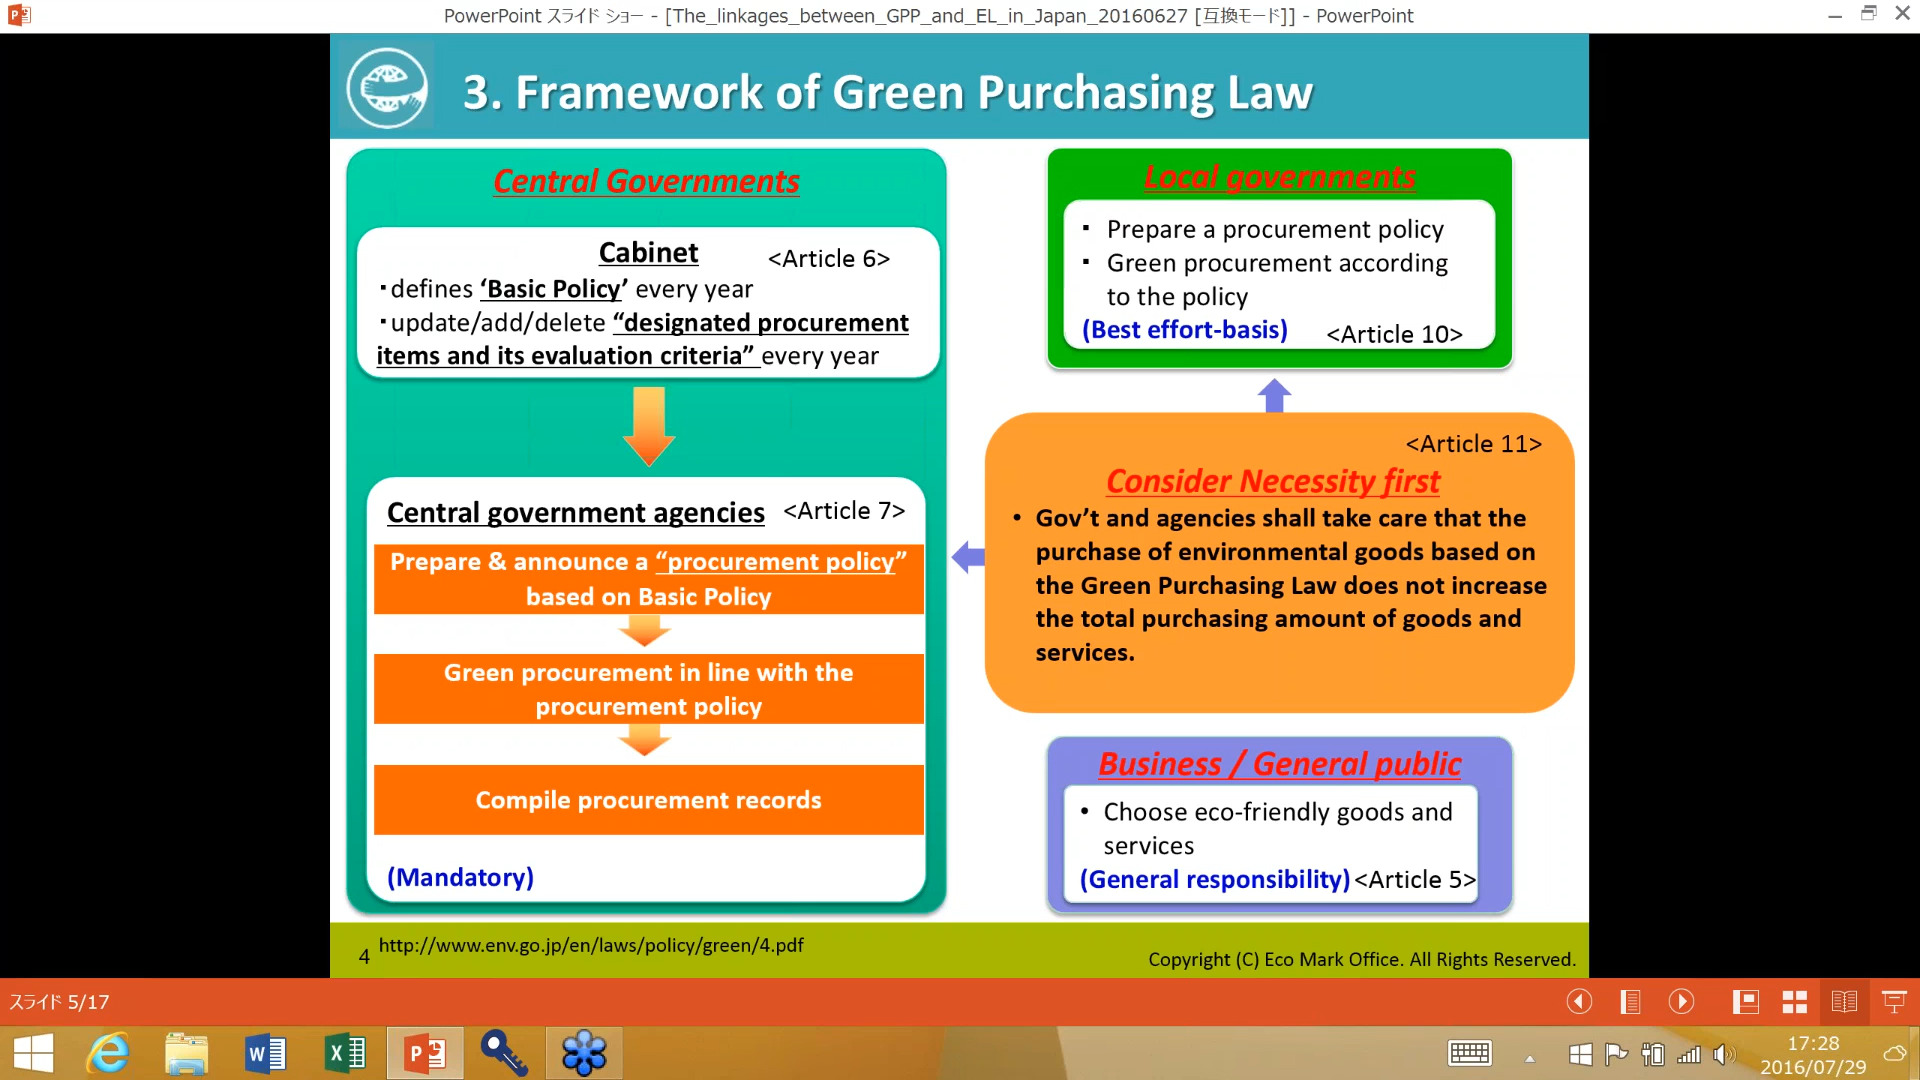 PowerPoint スライド ショー - [The_linkages_between_GPP_and_EL_in_Japan_20160627 [互換モード]] - PowerPoint
3. Framework of Green Purchasing Law
Central Governments
Cabinet <Article 6>
・defines ‘Basic Policy’ every year
・update/add/delete “designated procurement
items and its evaluation criteria” every year
Central government agencies <Article 7>
Prepare & announce a “procurement policy”
based on Basic Policy
Green procurement in line with the
procurement policy
Compile procurement records
(Mandatory)
Local governments
・ Prepare a procurement policy
・ Green procurement according
to the policy
(Best effort-basis) <Article 10>
<Article 11>
Consider Necessity first
• Gov’t and agencies shall take care that the
purchase of environmental goods based on
the Green Purchasing Law does not increase
the total purchasing amount of goods and
services.
Business / General public
• Choose eco-friendly goods and
services
(General responsibility) <Article 5>
4 http://www.env.go.jp/en/laws/policy/green/4.pdf
Copyright (C) Eco Mark Office. All Rights Reserved.
スライド 5/17
17:28
2016/07/29